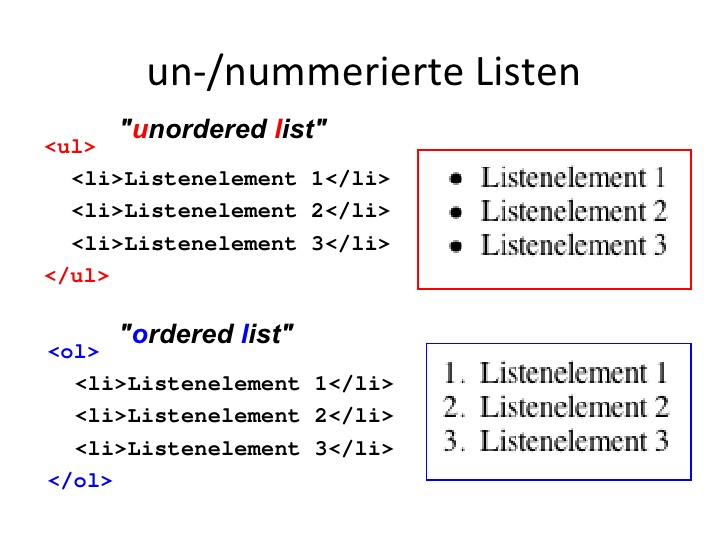 un-/nummerierte Listen
"unordered list"
<ul>
<li>Listenelement 1</li>
<li>Listenelement 2</li>
<li>Listenelement 3</li>
</ul>
• Listenelement 1
• Listenelement 2
• Listenelement 3
"ordered list"
<ol>
<li>Listenelement 1</li>
<li>Listenelement 2</li>
<li>Listenelement 3</li>
</ol>
1. Listenelement 1
2. Listenelement 2
3. Listenelement 3